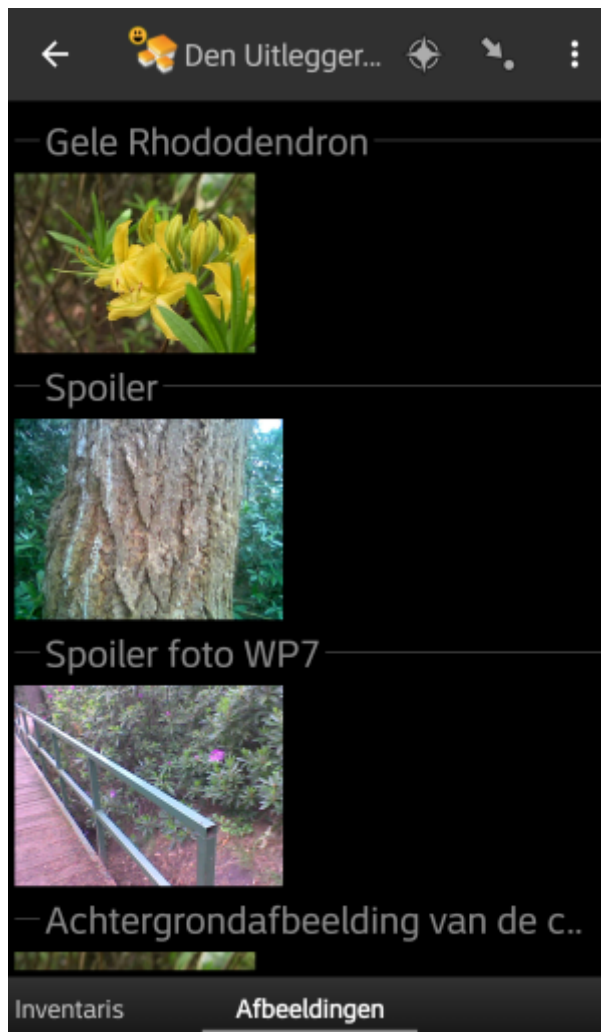 Den Uitlegger...
Gele Rhododendron
Spoiler
Spoiler foto WP7
Achtergrondafbeelding van de c..
Inventaris
Afbeeldingen